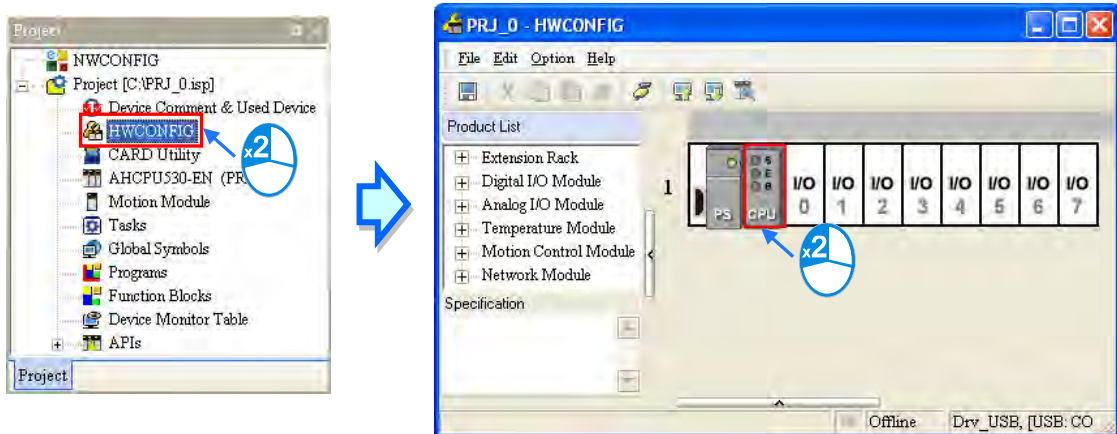 Project
NWCONFIG
Project [C:\PRJ_0.isp]
Device Comment & Used Device
HWCONFIG
CARD Utility
AHCPU530-EN (PR
Motion Module
Tasks
Global Symbols
Programs
Function Blocks
Device Monitor Table
APIs
Project
x2
PRJ_0 - HWCONFIG
File Edit Option Help
Product List
Extension Rack
Digital I/O Module
Analog I/O Module
Temperature Module
Motion Control Module
Network Module
Specification
1
PS
S
E
B
CPU
I/O I/O I/O I/O I/O I/O I/O I/O
0 1 2 3 4 5 6 7
x2
Offline Drv_USB, [USB: CO